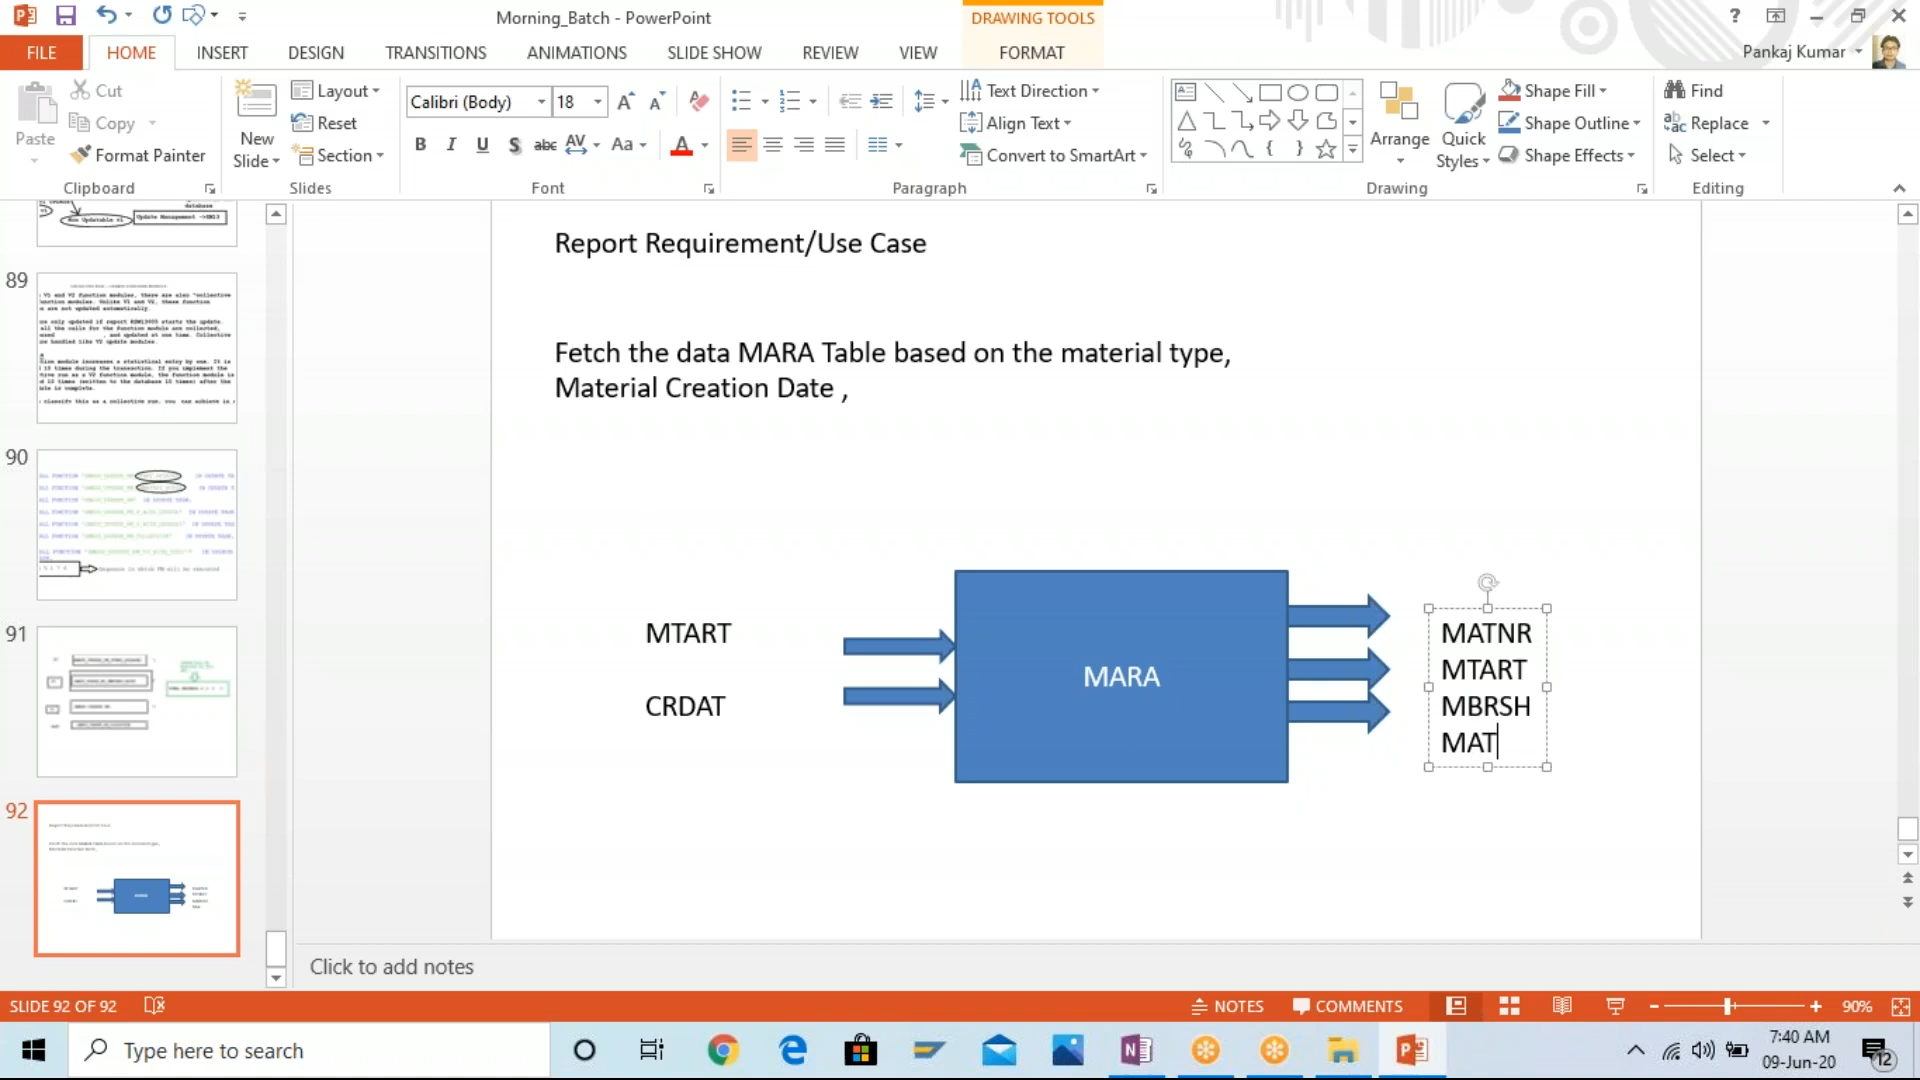 Morning_Batch - PowerPoint
DRAWING TOOLS
?
FILE
HOME
INSERT
DESIGN
TRANSITIONS
ANIMATIONS
SLIDE SHOW
REVIEW
VIEW
FORMAT
Pankaj Kumar
Paste
Cut
Copy
Format Painter
Clipboard
New
Slide
Layout
Reset
Section
Slides
Calibri (Body)
18
B I U S abc AV Aa A
Font
Text Direction
Align Text
Convert to SmartArt
Paragraph
Arrange
Quick
Styles
Shape Fill
Shape Outline
Shape Effects
Drawing
Find
Replace
Select
Editing
Report Requirement/Use Case
Fetch the data MARA Table based on the material type,
Material Creation Date ,
MTART
CRDAT
MARA
MATNR
MTART
MBRSH
MAT
89
90
91
92
Click to add notes
SLIDE 92 OF 92
NOTES
COMMENTS
90%
Type here to search
7:40 AM
09-Jun-20
12